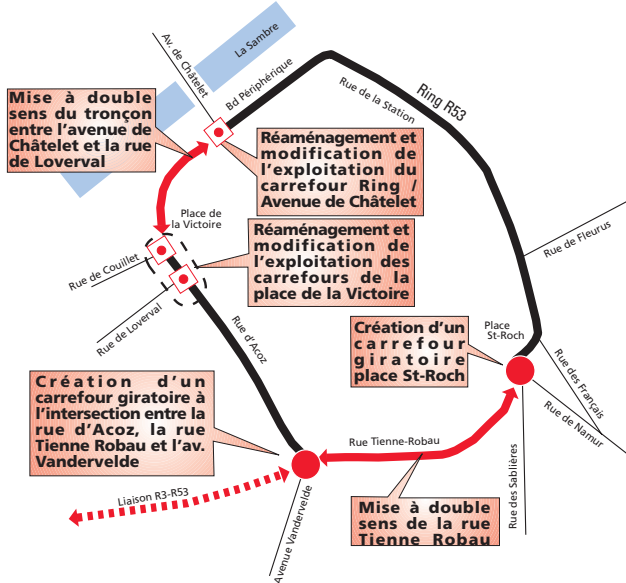 La Sambre
Av. de Châtelet
Bd Périphérique
Rue de la Station
Ring R53
Mise à double
sens du tronçon
entre l'avenue de
Châtelet et la rue
de Loverval
Réaménagement et
modification de
l'exploitation du
carrefour Ring /
Avenue de Châtelet
Place de
la Victoire
Réaménagement et
modification de
l'exploitation des
carrefours de la
place de la Victoire
Rue de Couillet
Rue de Loverval
Rue d'Acoz
Rue de Fleurus
Place
St-Roch
Création d'un
carrefour
giratoire
place St-Roch
Rue des Français
Rue de Namur
Création d'un
carrefour giratoire à
l'intersection entre la
rue d'Acoz, la rue
Tienne Robau et l'av.
Vandervelde
Rue Tienne-Robau
Rue des Sablières
Liaison R3-R53
Avenue Vandervelde
Mise à double
sens de la rue
Tienne Robau